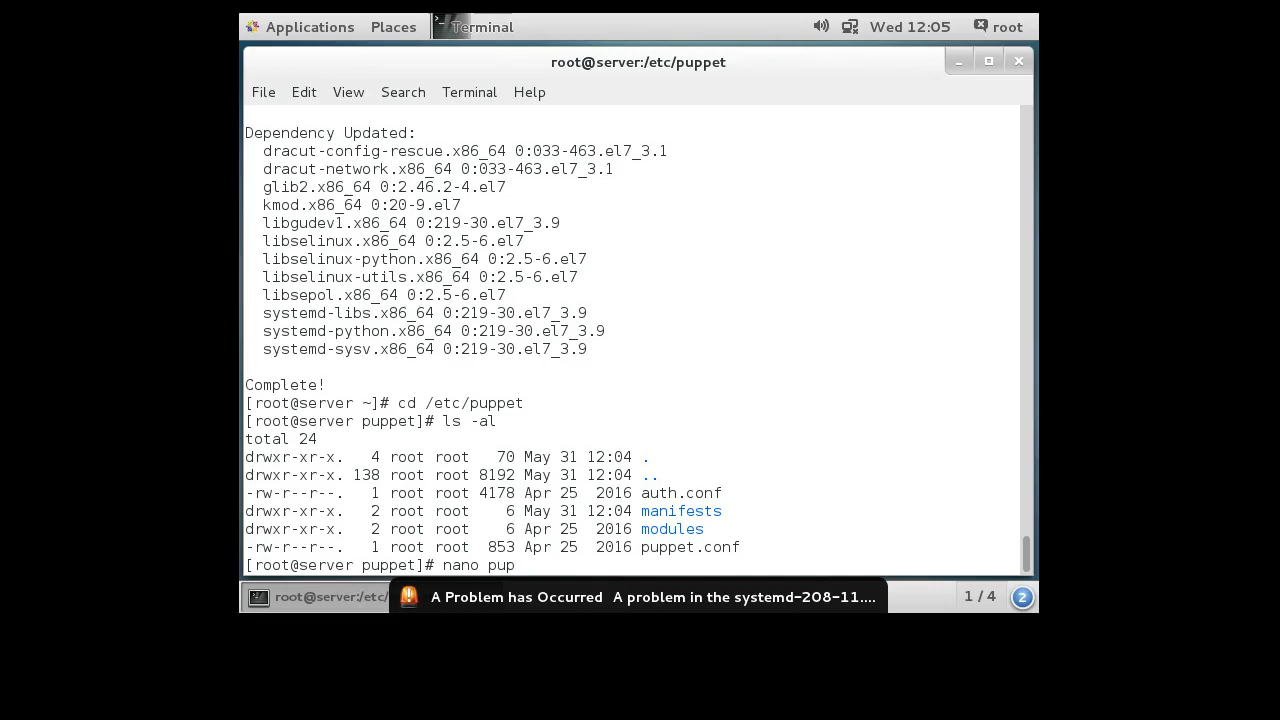 Applications Places Terminal Wed 12:05 root
root@server:/etc/puppet
File Edit View Search Terminal Help
Dependency Updated:
dracut-config-rescue.x86_64 0:033-463.el7_3.1
dracut-network.x86_64 0:033-463.el7_3.1
glib2.x86_64 0:2.46.2-4.el7
kmod.x86_64 0:20-9.el7
libgudev1.x86_64 0:219-30.el7_3.9
libselinux.x86_64 0:2.5-6.el7
libselinux-python.x86_64 0:2.5-6.el7
libselinux-utils.x86_64 0:2.5-6.el7
libsepol.x86_64 0:2.5-6.el7
systemd-libs.x86_64 0:219-30.el7_3.9
systemd-python.x86_64 0:219-30.el7_3.9
systemd-sysv.x86_64 0:219-30.el7_3.9
Complete!
[root@server ~]# cd /etc/puppet
[root@server puppet]# ls -al
total 24
drwxr-xr-x. 4 root root 70 May 31 12:04 .
drwxr-xr-x. 138 root root 8192 May 31 12:04 ..
-rw-r--r--. 1 root root 4178 Apr 25 2016 auth.conf
drwxr-xr-x. 2 root root 6 May 31 12:04 manifests
drwxr-xr-x. 2 root root 6 Apr 25 2016 modules
-rw-r--r--. 1 root root 853 Apr 25 2016 puppet.conf
[root@server puppet]# nano pup
root@server:/etc/ A Problem has Occurred A problem in the systemd-208-11.... 1 / 4 2